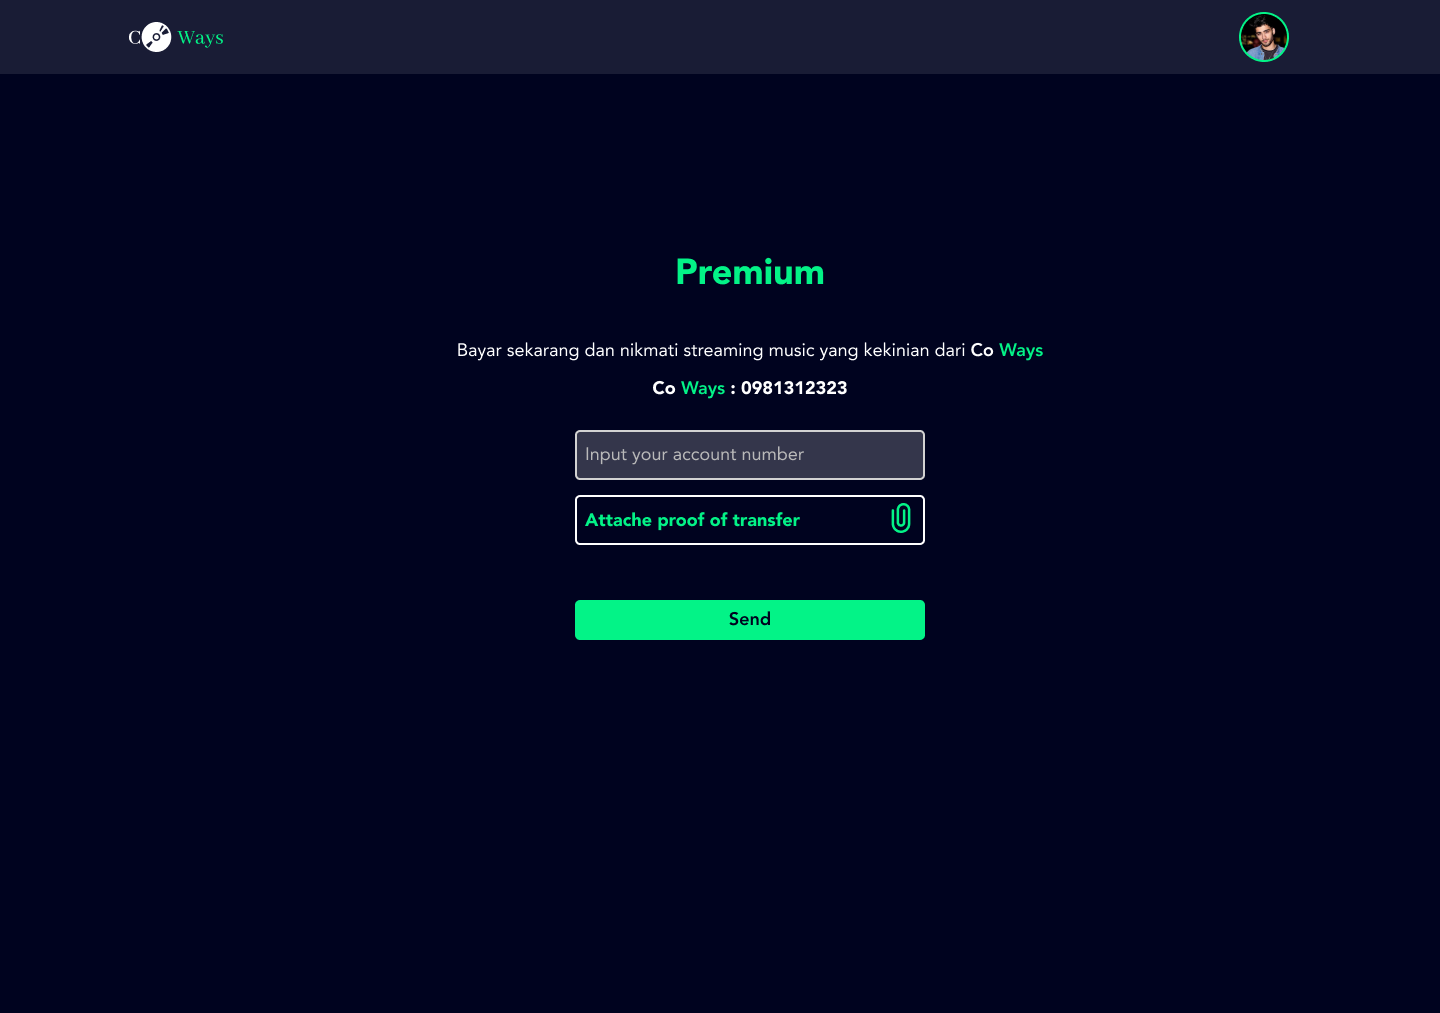 Co Ways
Premium
Bayar sekarang dan nikmati streaming music yang kekinian dari Co Ways
Co Ways : 0981312323
Input your account number
Attache proof of transfer
Send